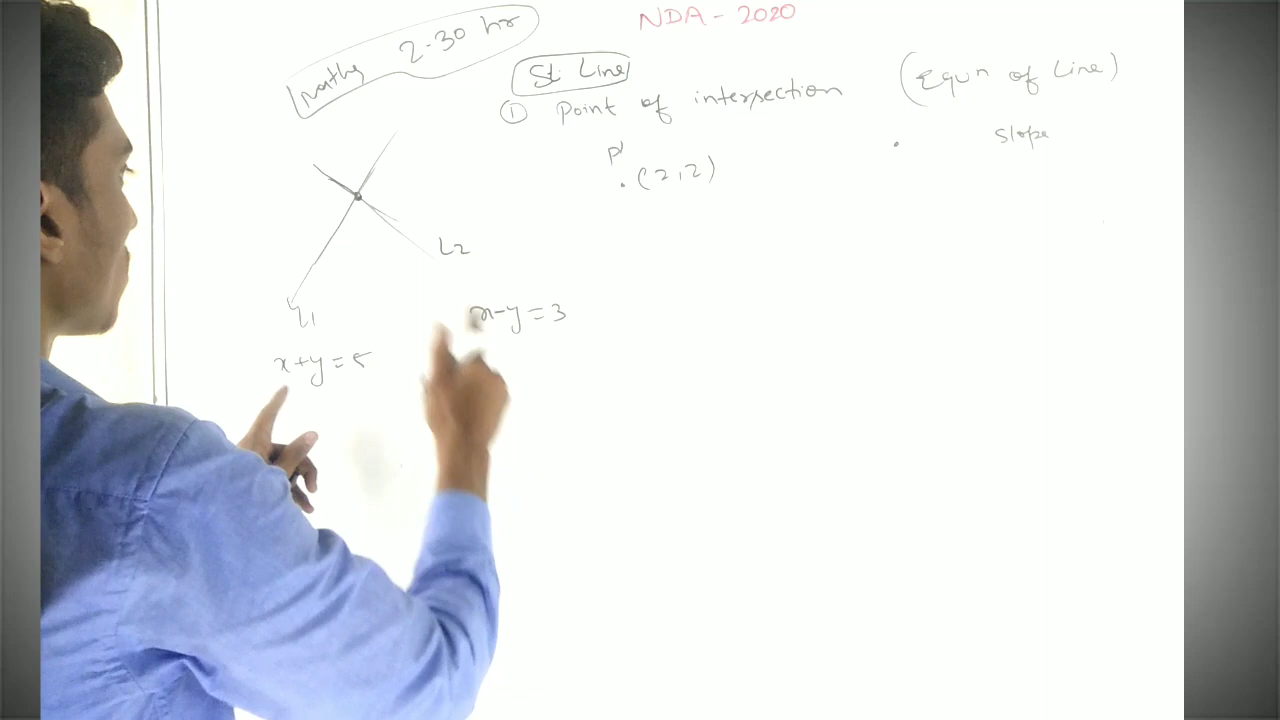 NDA - 2020
maths 2-30 hr
St. Line
① Point of intersection (Equn of Line)
P'
.(2,2)
slope
L2
L1
x-y=3
x+y=5